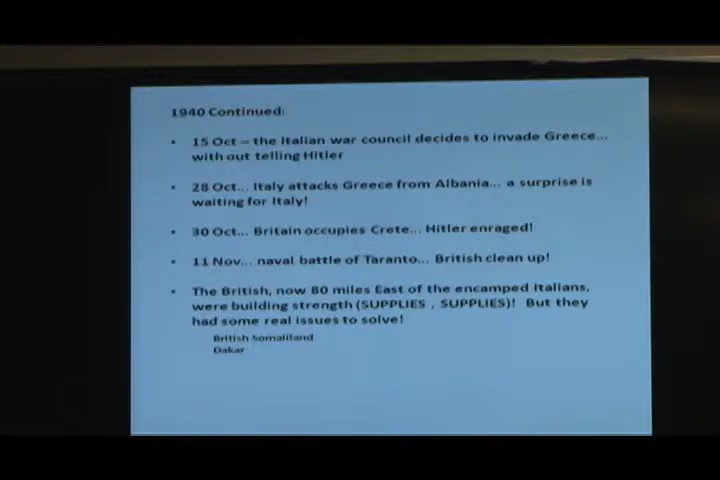 1940 Continued:
• 15 Oct – the Italian war council decides to invade Greece...
with out telling Hitler
• 28 Oct... Italy attacks Greece from Albania... a surprise is
waiting for Italy!
• 30 Oct... Britain occupies Crete... Hitler enraged!
• 11 Nov... naval battle of Taranto... British clean up!
• The British, now 80 miles East of the encamped Italians,
were building strength (SUPPLIES , SUPPLIES)! But they
had some real issues to solve!
British Somaliland
Dakar